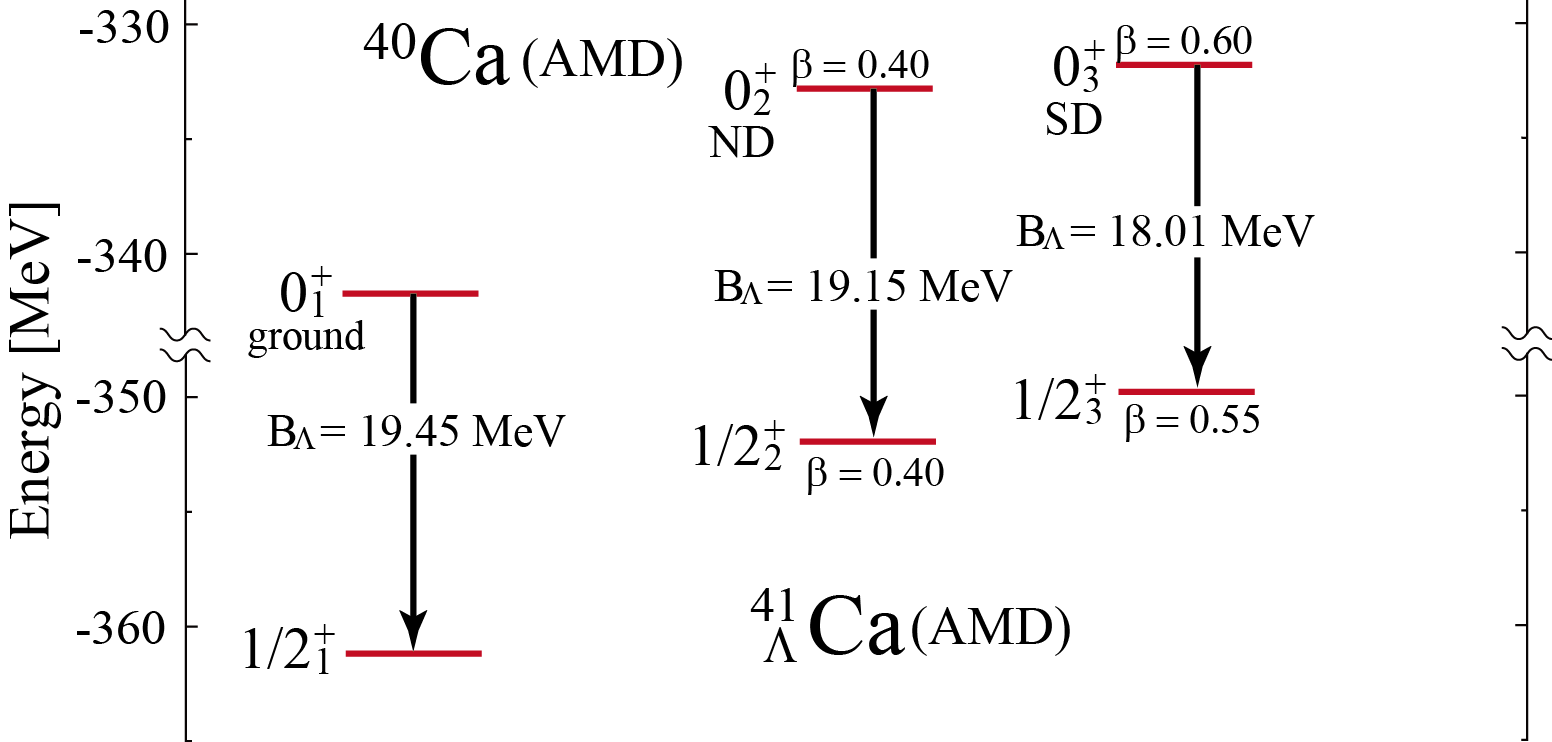 Energy [MeV]
-330
-340
-350
-360
⁴⁰Ca (AMD)
0₁⁺
ground
B_Λ = 19.45 MeV
1/2₁⁺
0₂⁺ β = 0.40
ND
B_Λ = 19.15 MeV
1/2₂⁺
β = 0.40
0₃⁺ β = 0.60
SD
B_Λ = 18.01 MeV
1/2₃⁺
β = 0.55
⁴¹_ΛCa (AMD)